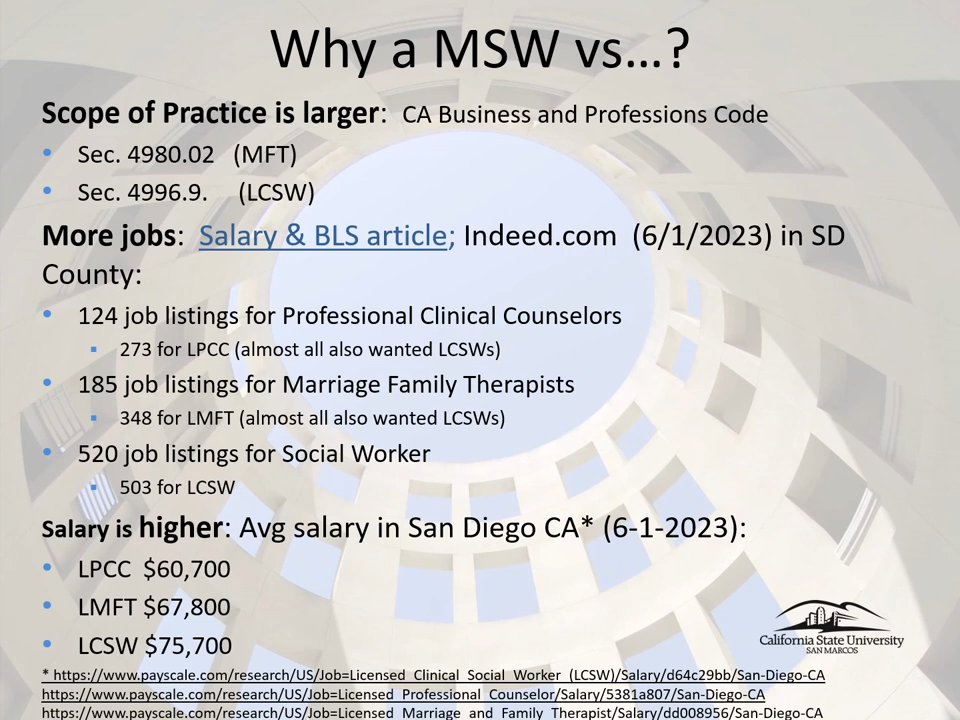 Why a MSW vs…?
Scope of Practice is larger: CA Business and Professions Code
• Sec. 4980.02 (MFT)
• Sec. 4996.9. (LCSW)
More jobs: Salary & BLS article; Indeed.com (6/1/2023) in SD
County:
• 124 job listings for Professional Clinical Counselors
▪ 273 for LPCC (almost all also wanted LCSWs)
• 185 job listings for Marriage Family Therapists
▪ 348 for LMFT (almost all also wanted LCSWs)
• 520 job listings for Social Worker
▪ 503 for LCSW
Salary is higher: Avg salary in San Diego CA* (6-1-2023):
• LPCC $60,700
• LMFT $67,800
• LCSW $75,700
California State University
SAN MARCOS
* https://www.payscale.com/research/US/Job=Licensed_Clinical_Social_Worker_(LCSW)/Salary/d64c29bb/San-Diego-CA
https://www.payscale.com/research/US/Job=Licensed_Professional_Counselor/Salary/5381a807/San-Diego-CA
https://www.payscale.com/research/US/Job=Licensed_Marriage_and_Family_Therapist/Salary/dd008956/San-Diego-CA